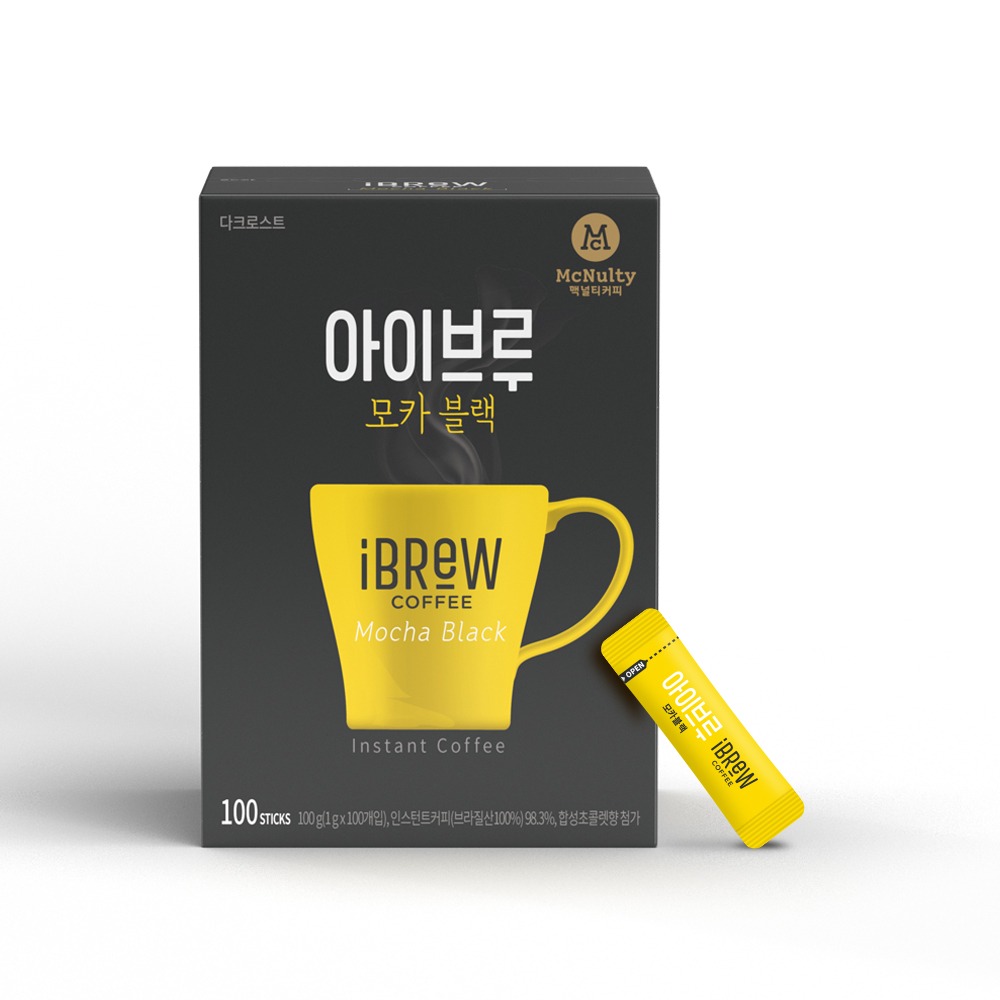 iBReW
Mocha Black
다크로스트
Mc
McNulty
맥널티커피
아이브루
모카 블랙
iBReW
COFFEE
Mocha Black
Instant Coffee
100 STICKS 100 g(1 g x 100개입), 인스턴트커피(브라질산100%) 98.3%, 합성초콜렛향 첨가
OPEN
아이브루
모카블랙
iBReW
COFFEE